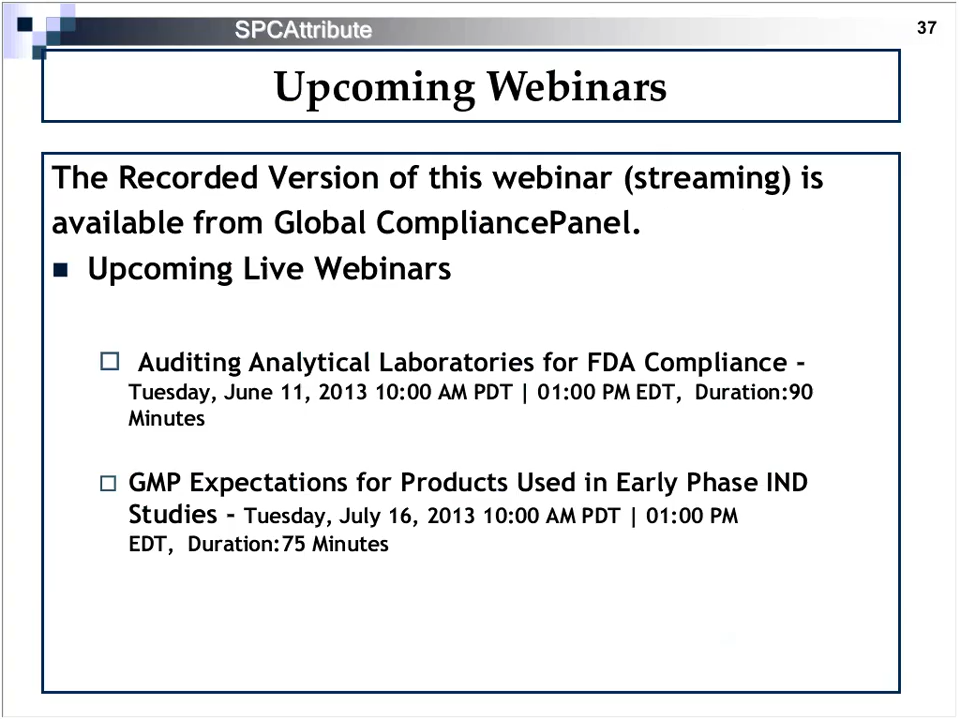 SPCAttribute
37
Upcoming Webinars
The Recorded Version of this webinar (streaming) is
available from Global CompliancePanel.
Upcoming Live Webinars
Auditing Analytical Laboratories for FDA Compliance -
Tuesday, June 11, 2013 10:00 AM PDT | 01:00 PM EDT, Duration:90
Minutes
GMP Expectations for Products Used in Early Phase IND
Studies - Tuesday, July 16, 2013 10:00 AM PDT | 01:00 PM
EDT, Duration:75 Minutes